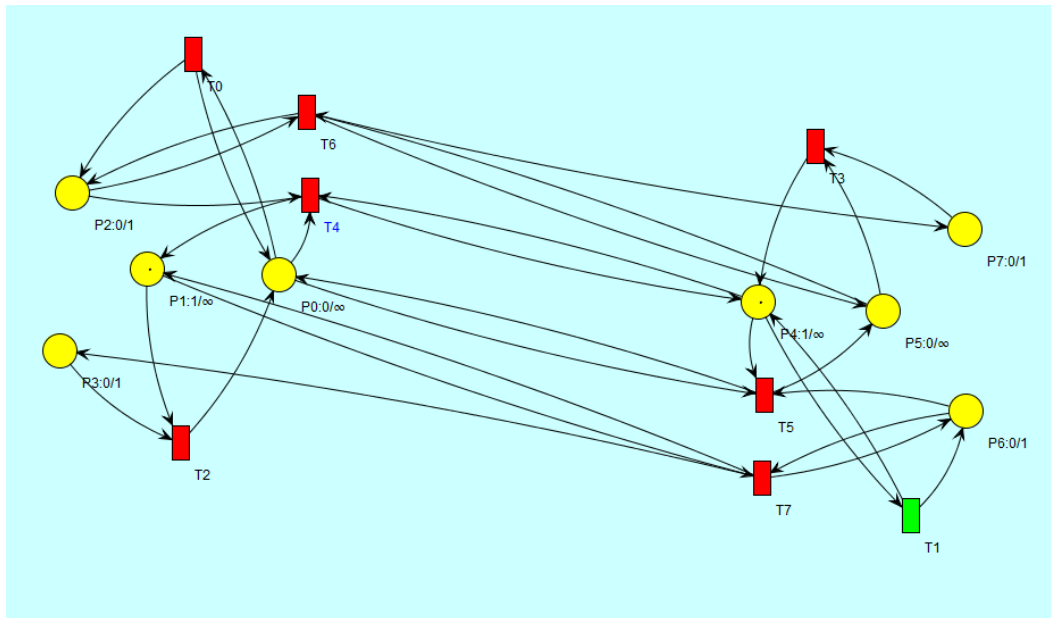 T0
T6
T3
P2:0/1
T4
P7:0/1
P1:1/∞
P0:0/∞
P4:1/∞
P5:0/∞
P3:0/1
T5
P6:0/1
T2
T7
T1